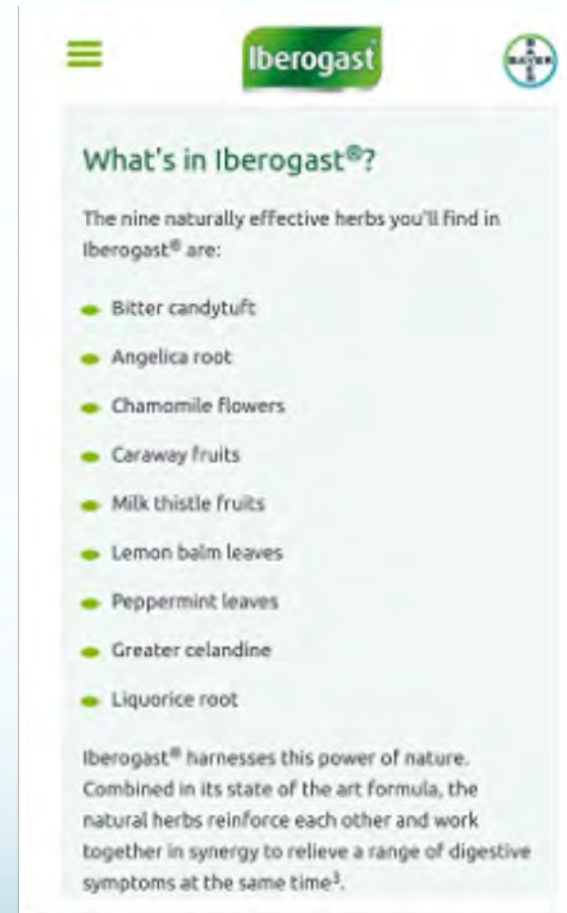 Iberogast
BAYER
What's in Iberogast®?
The nine naturally effective herbs you'll find in
Iberogast® are:
Bitter candytuft
Angelica root
Chamomile flowers
Caraway fruits
Milk thistle fruits
Lemon balm leaves
Peppermint leaves
Greater celandine
Liquorice root
Iberogast® harnesses this power of nature.
Combined in its state of the art formula, the
natural herbs reinforce each other and work
together in synergy to relieve a range of digestive
symptoms at the same time³.